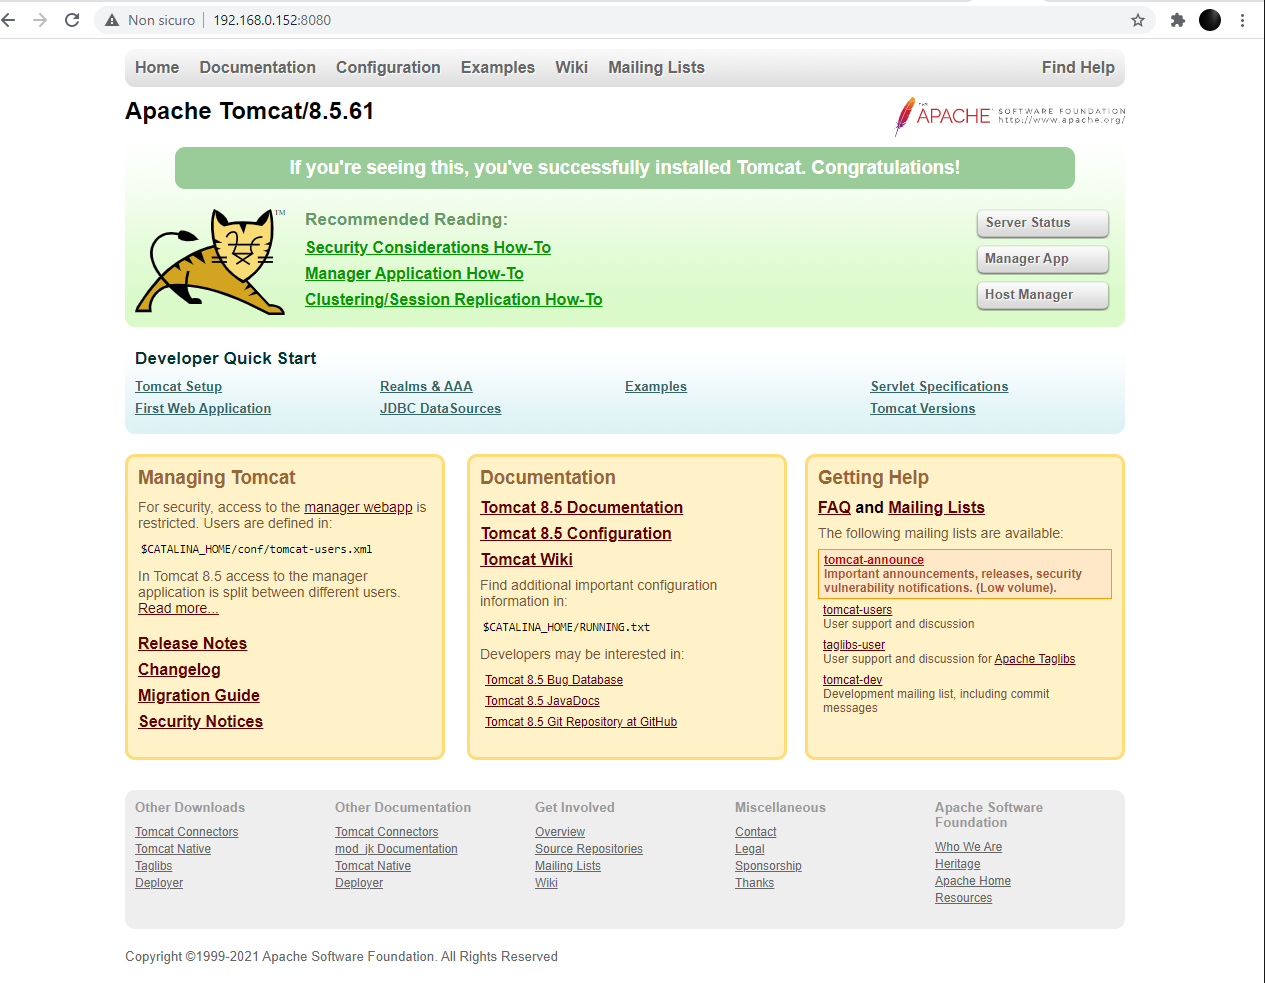 Non sicuro 192.168.0.152:8080
Home Documentation Configuration Examples Wiki Mailing Lists Find Help
Apache Tomcat/8.5.61
THE APACHE SOFTWARE FOUNDATION
http://www.apache.org/
If you're seeing this, you've successfully installed Tomcat. Congratulations!
TM
Recommended Reading:
Security Considerations How-To
Manager Application How-To
Clustering/Session Replication How-To
Server Status
Manager App
Host Manager
Developer Quick Start
Tomcat Setup
First Web Application
Realms & AAA
JDBC DataSources
Examples
Servlet Specifications
Tomcat Versions
Managing Tomcat
For security, access to the manager webapp is
restricted. Users are defined in:
$CATALINA_HOME/conf/tomcat-users.xml
In Tomcat 8.5 access to the manager
application is split between different users.
Read more...
Release Notes
Changelog
Migration Guide
Security Notices
Documentation
Tomcat 8.5 Documentation
Tomcat 8.5 Configuration
Tomcat Wiki
Find additional important configuration
information in:
$CATALINA_HOME/RUNNING.txt
Developers may be interested in:
Tomcat 8.5 Bug Database
Tomcat 8.5 JavaDocs
Tomcat 8.5 Git Repository at GitHub
Getting Help
FAQ and Mailing Lists
The following mailing lists are available:
tomcat-announce
Important announcements, releases, security
vulnerability notifications. (Low volume).
tomcat-users
User support and discussion
taglibs-user
User support and discussion for Apache Taglibs
tomcat-dev
Development mailing list, including commit
messages
Other Downloads
Tomcat Connectors
Tomcat Native
Taglibs
Deployer
Other Documentation
Tomcat Connectors
mod_jk Documentation
Tomcat Native
Deployer
Get Involved
Overview
Source Repositories
Mailing Lists
Wiki
Miscellaneous
Contact
Legal
Sponsorship
Thanks
Apache Software
Foundation
Who We Are
Heritage
Apache Home
Resources
Copyright ©1999-2021 Apache Software Foundation. All Rights Reserved